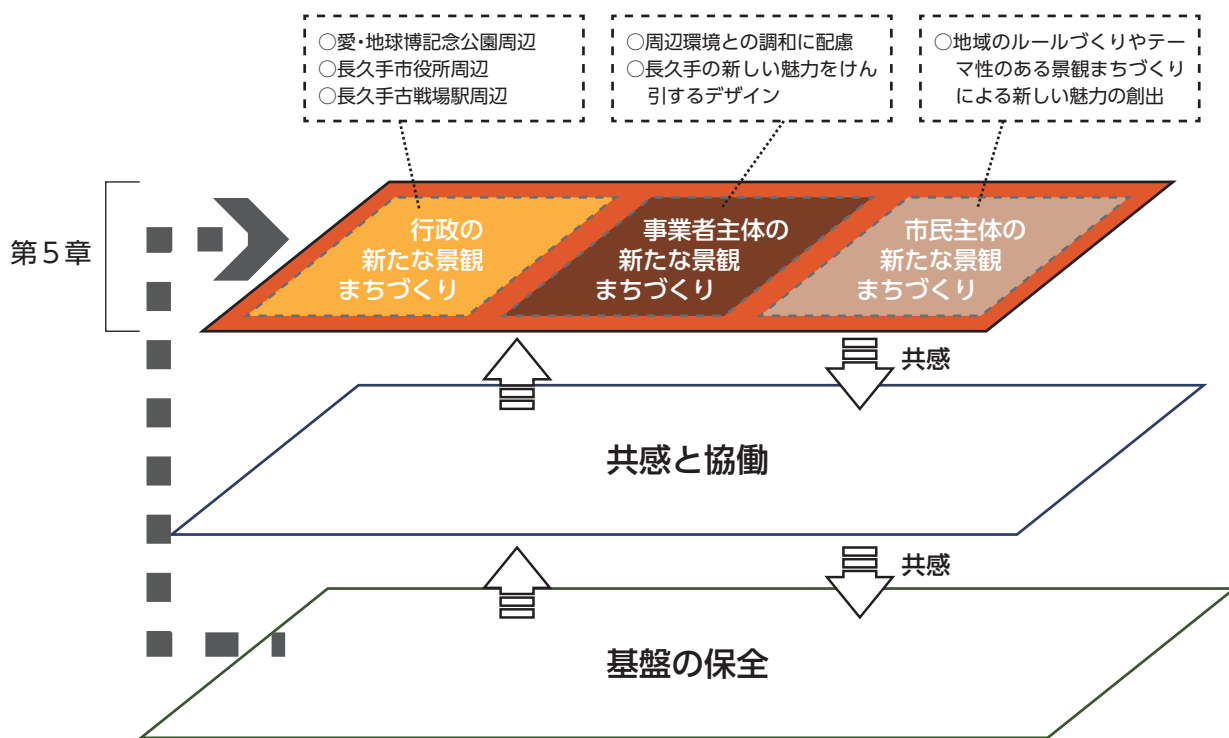 ○愛・地球博記念公園周辺
○長久手市役所周辺
○長久手古戦場駅周辺
○周辺環境との調和に配慮
○長久手の新しい魅力をけん
引するデザイン
○地域のルールづくりやテー
マ性のある景観まちづくり
による新しい魅力の創出
第５章
行政の
新たな景観
まちづくり
事業者主体の
新たな景観
まちづくり
市民主体の
新たな景観
まちづくり
共感
共感と協働
共感
基盤の保全